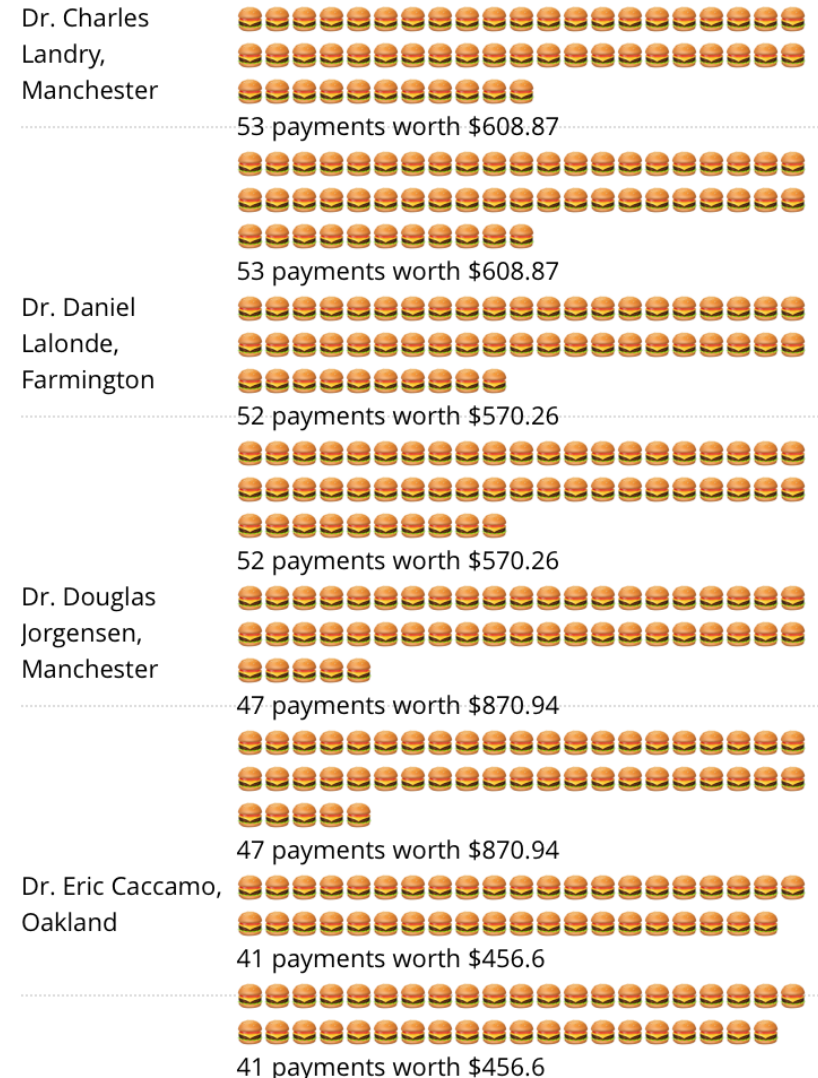 Dr. Charles
Landry,
Manchester
53 payments worth $608.87
53 payments worth $608.87
Dr. Daniel
Lalonde,
Farmington
52 payments worth $570.26
52 payments worth $570.26
Dr. Douglas
Jorgensen,
Manchester
47 payments worth $870.94
47 payments worth $870.94
Dr. Eric Caccamo,
Oakland
41 payments worth $456.6
41 payments worth $456.6